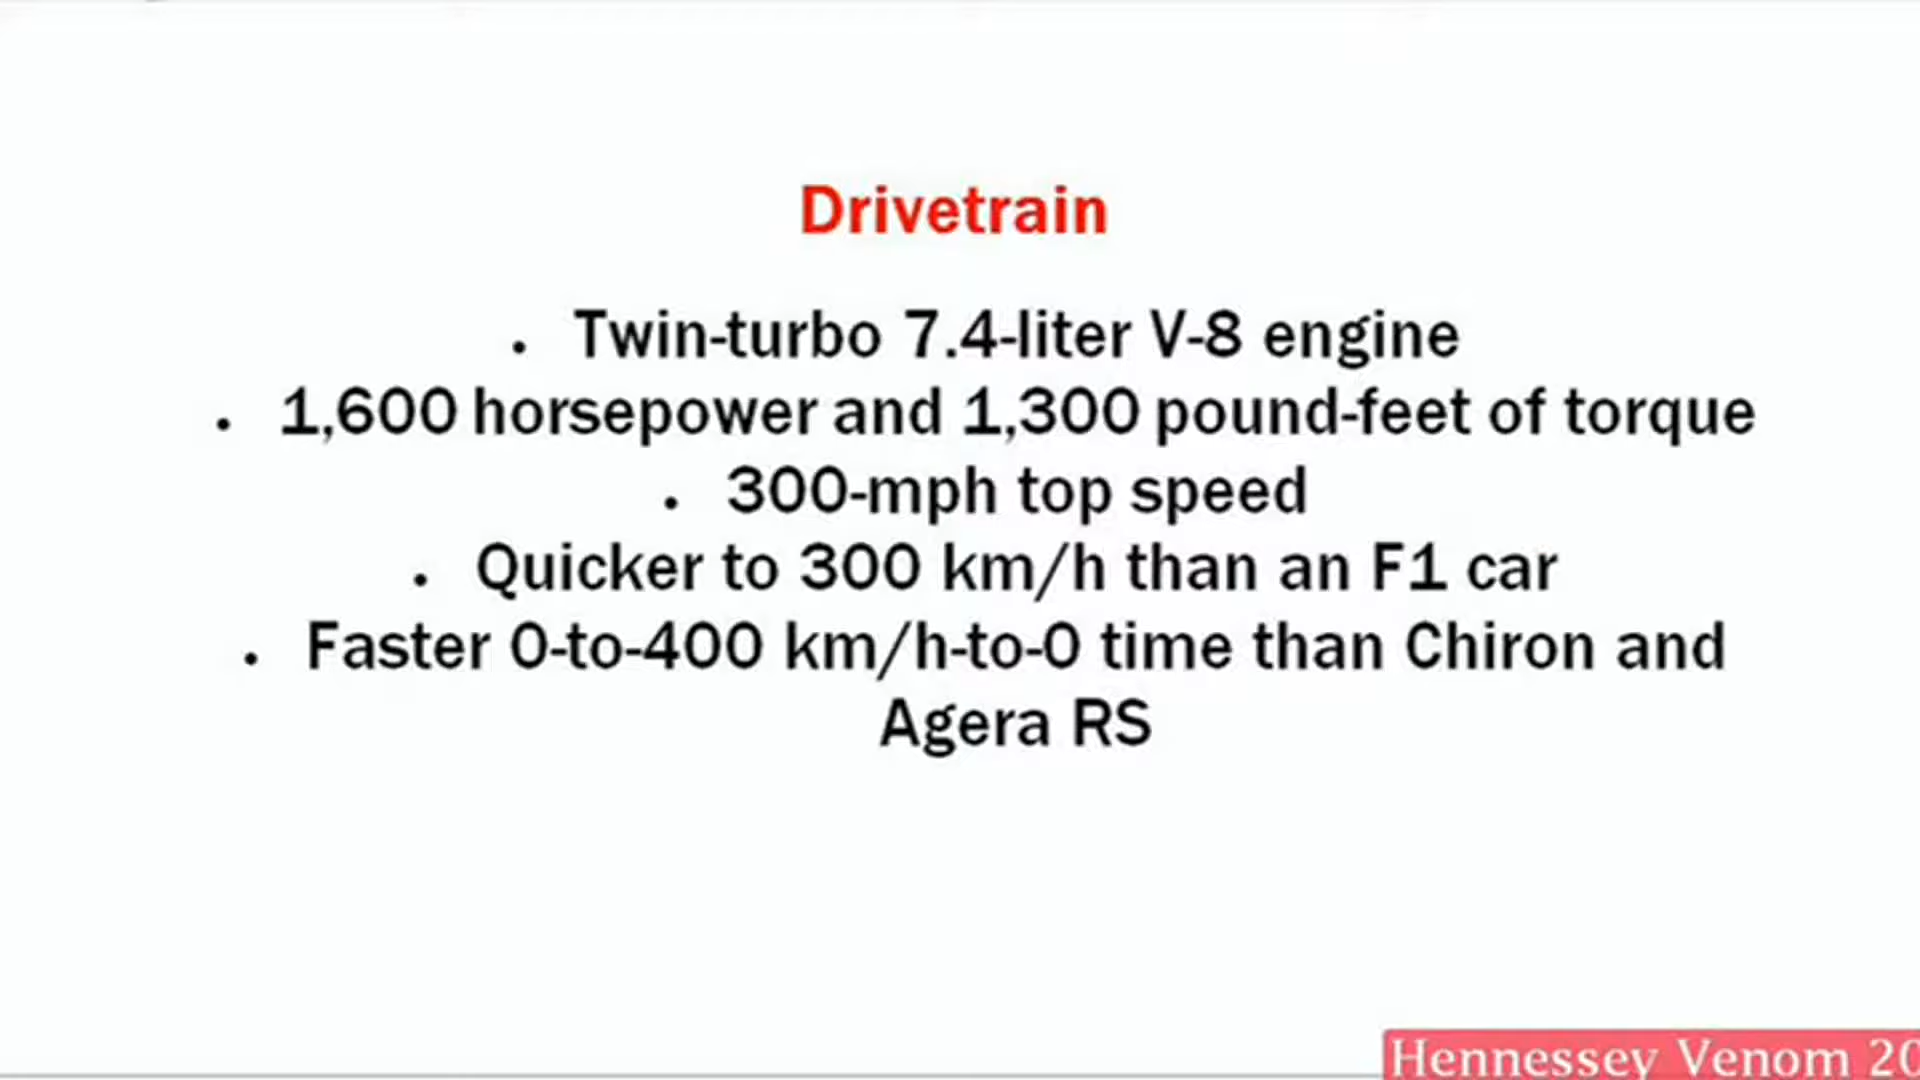 Drivetrain
• Twin-turbo 7.4-liter V-8 engine
• 1,600 horsepower and 1,300 pound-feet of torque
• 300-mph top speed
• Quicker to 300 km/h than an F1 car
• Faster 0-to-400 km/h-to-0 time than Chiron and
Agera RS
Hennessey Venom 20